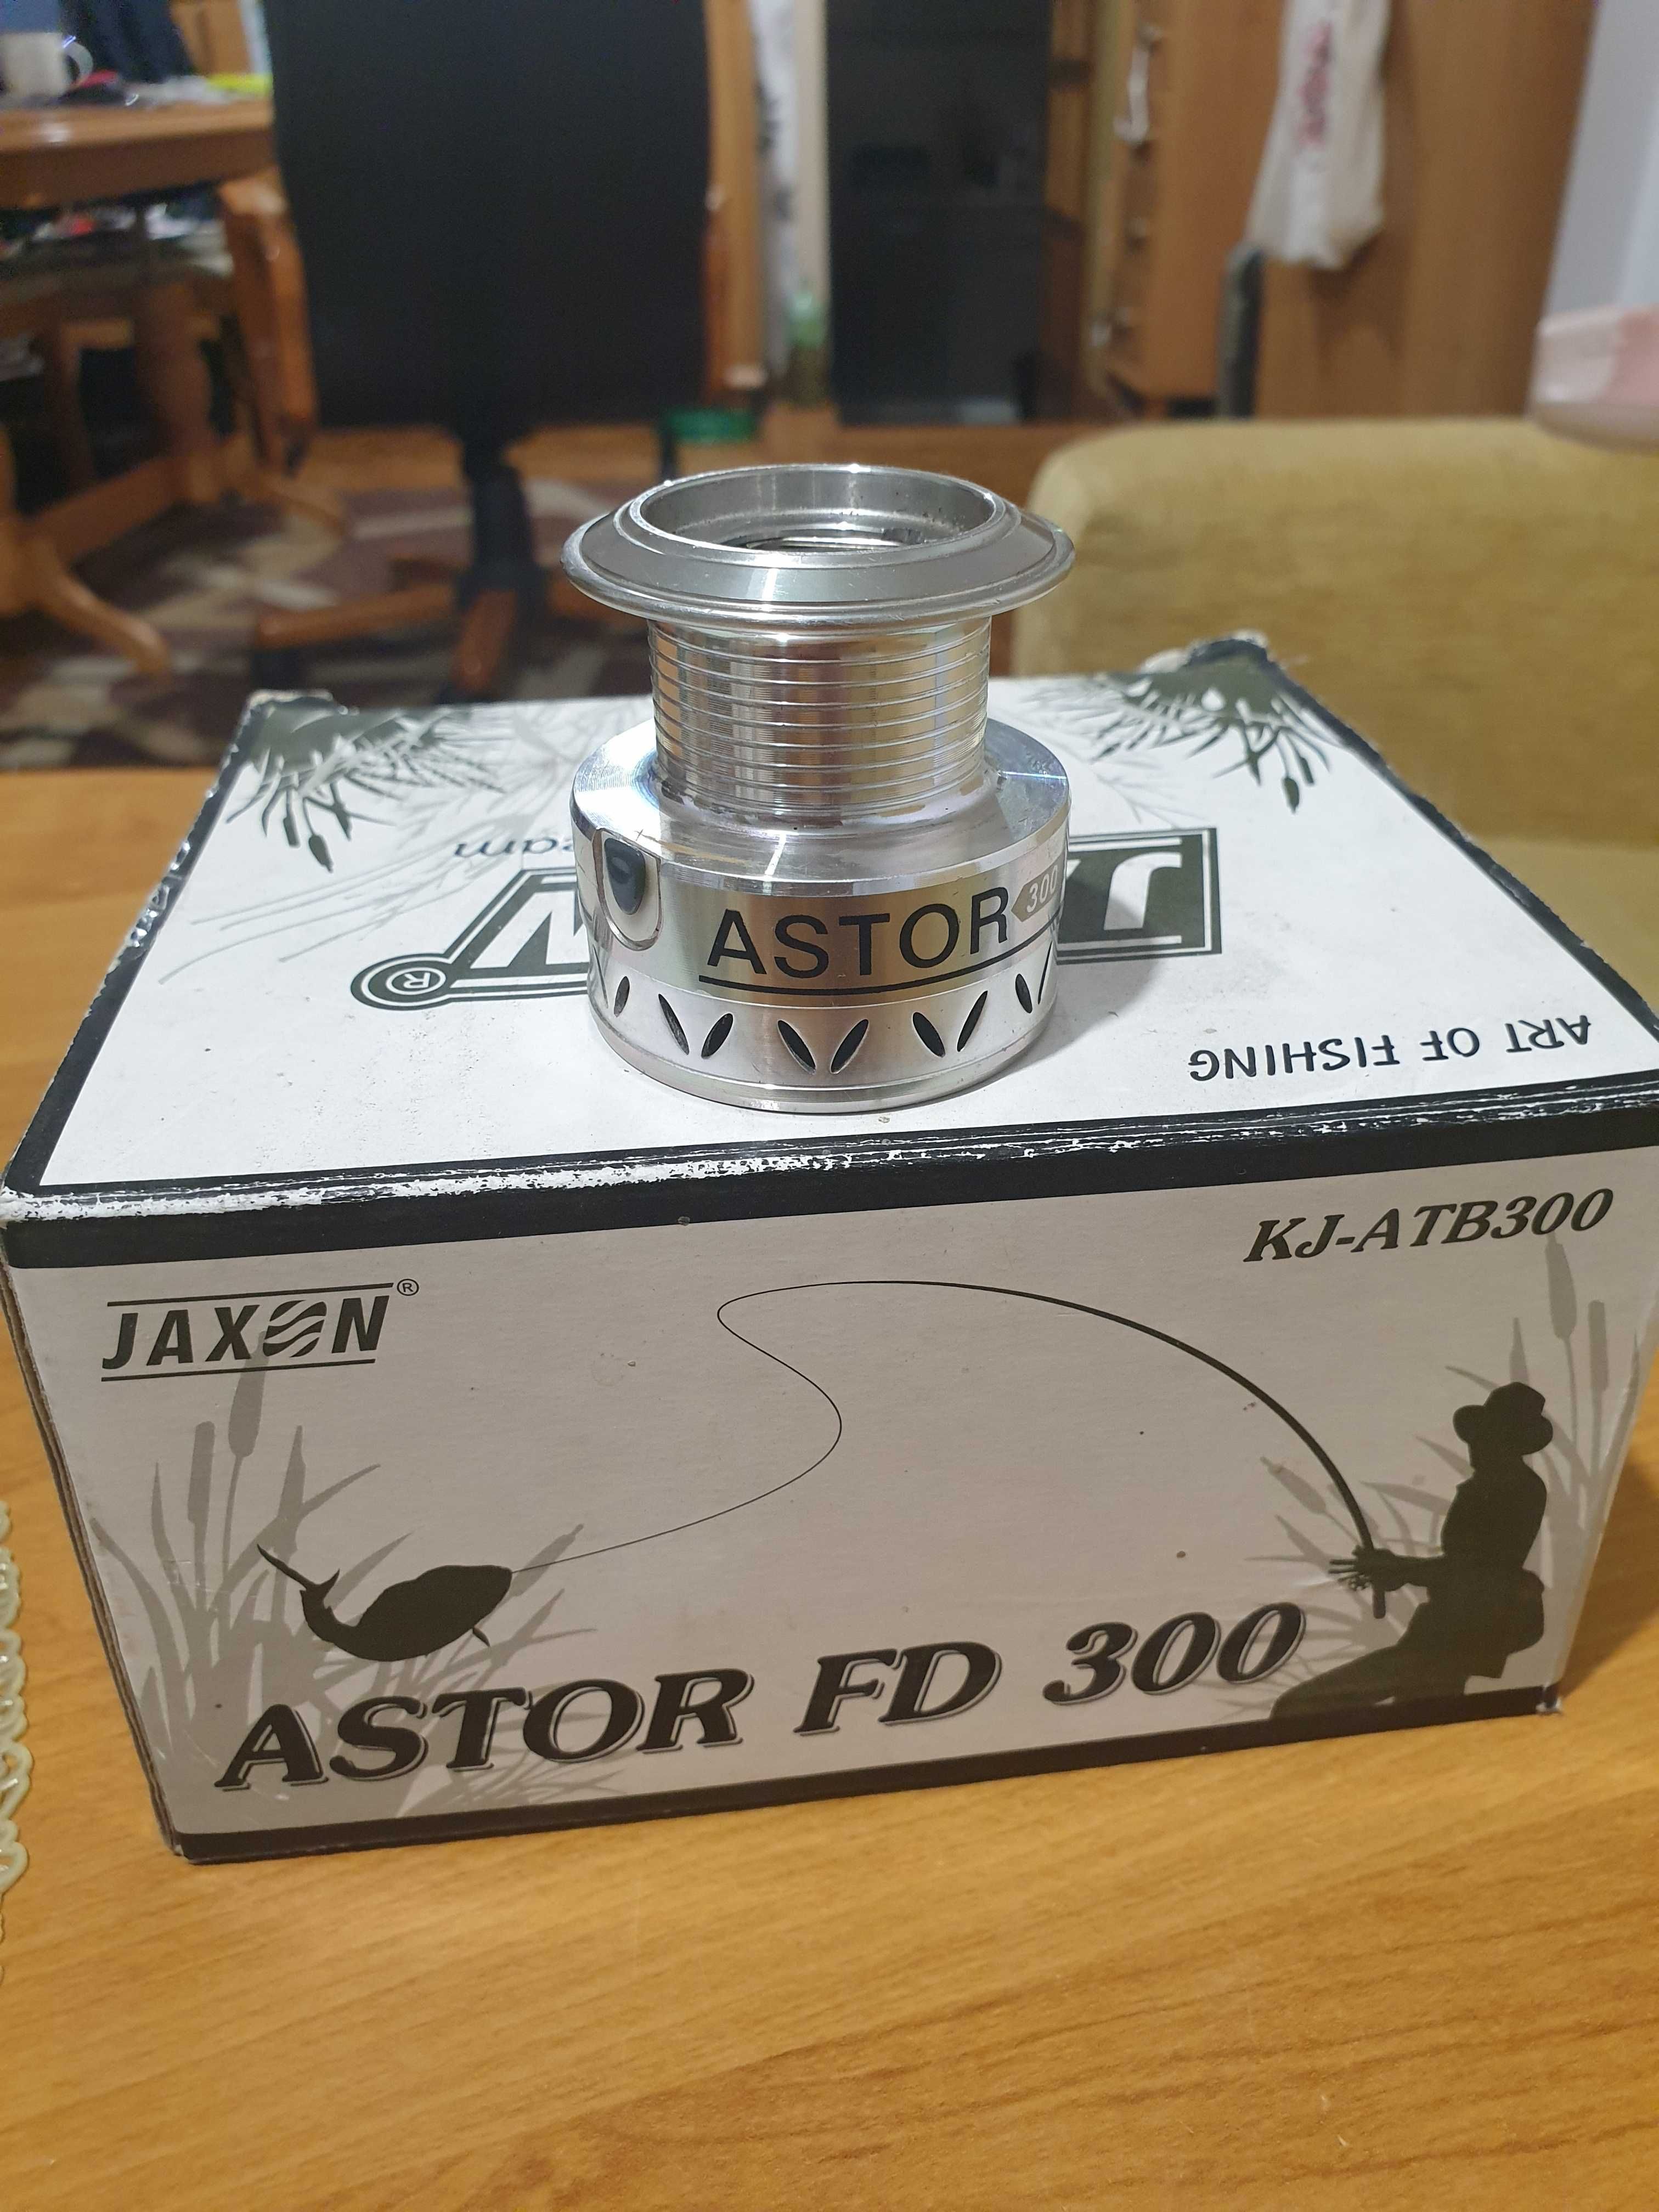 ASTOR 300
ART OF FISHING
KJ-ATB300
JAXON®
ASTOR FD 300